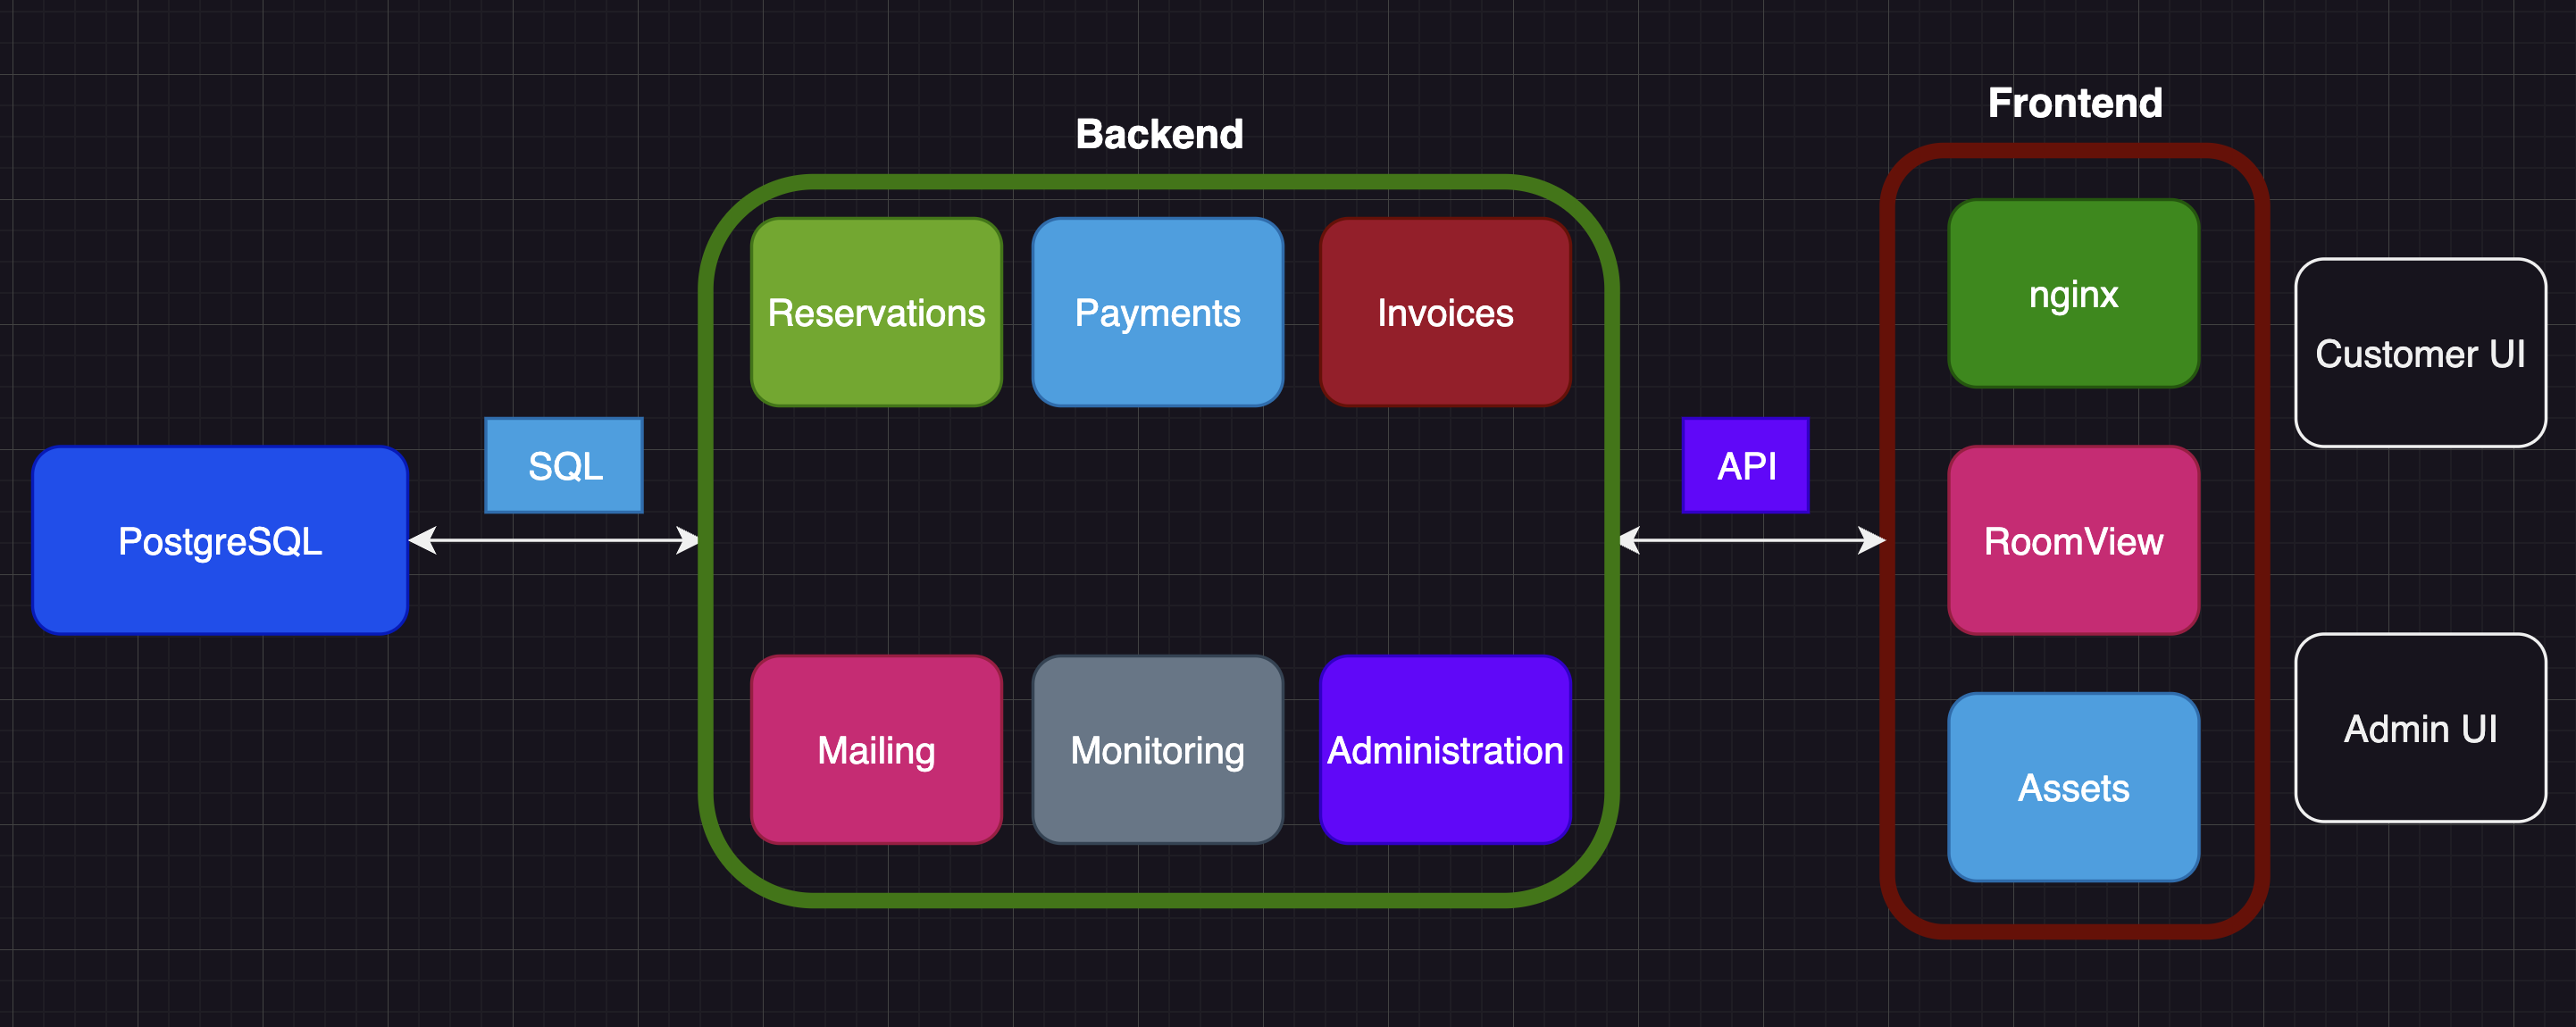 Backend
Frontend
Reservations
Payments
Invoices
nginx
Customer UI
SQL
API
PostgreSQL
RoomView
Mailing
Monitoring
Administration
Assets
Admin UI